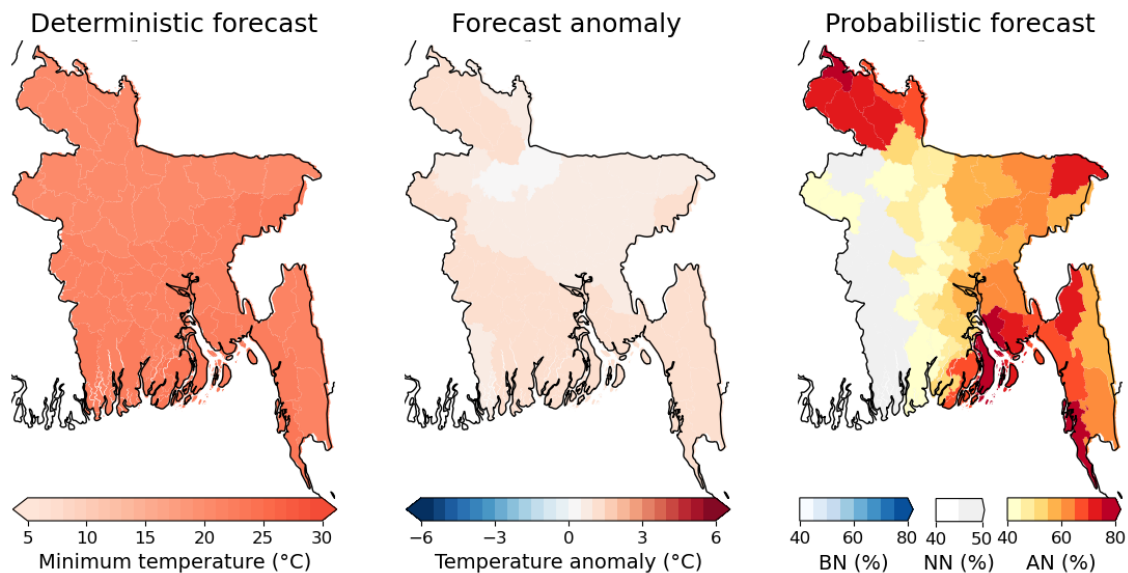 Deterministic forecast
Forecast anomaly
Probabilistic forecast
5 10 15 20 25 30
Minimum temperature (°C)
−6 −3 0 3 6
Temperature anomaly (°C)
40 60 80
BN (%)
40 50
NN (%)
40 60 80
AN (%)